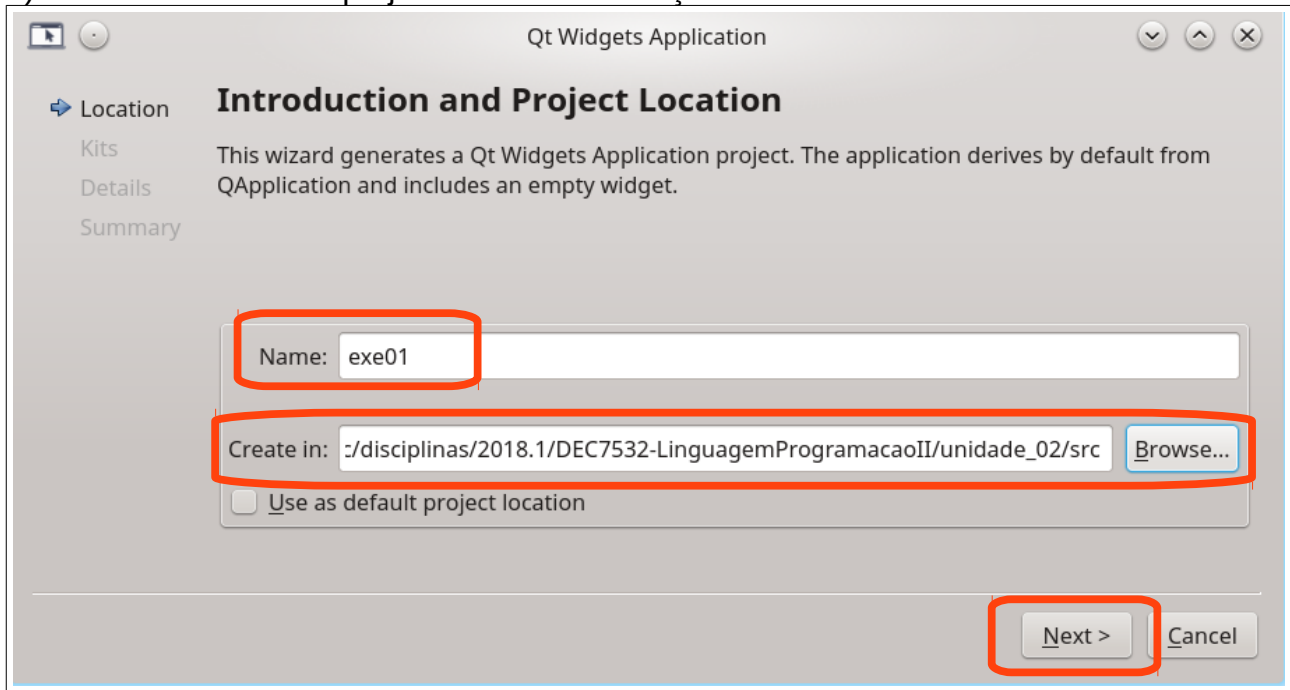 Qt Widgets Application
Location
Kits
Details
Summary
Introduction and Project Location
This wizard generates a Qt Widgets Application project. The application derives by default from
QApplication and includes an empty widget.
Name: exe01
Create in: :/disciplinas/2018.1/DEC7532-LinguagemProgramacaoII/unidade_02/src Browse...
Use as default project location
Next > Cancel